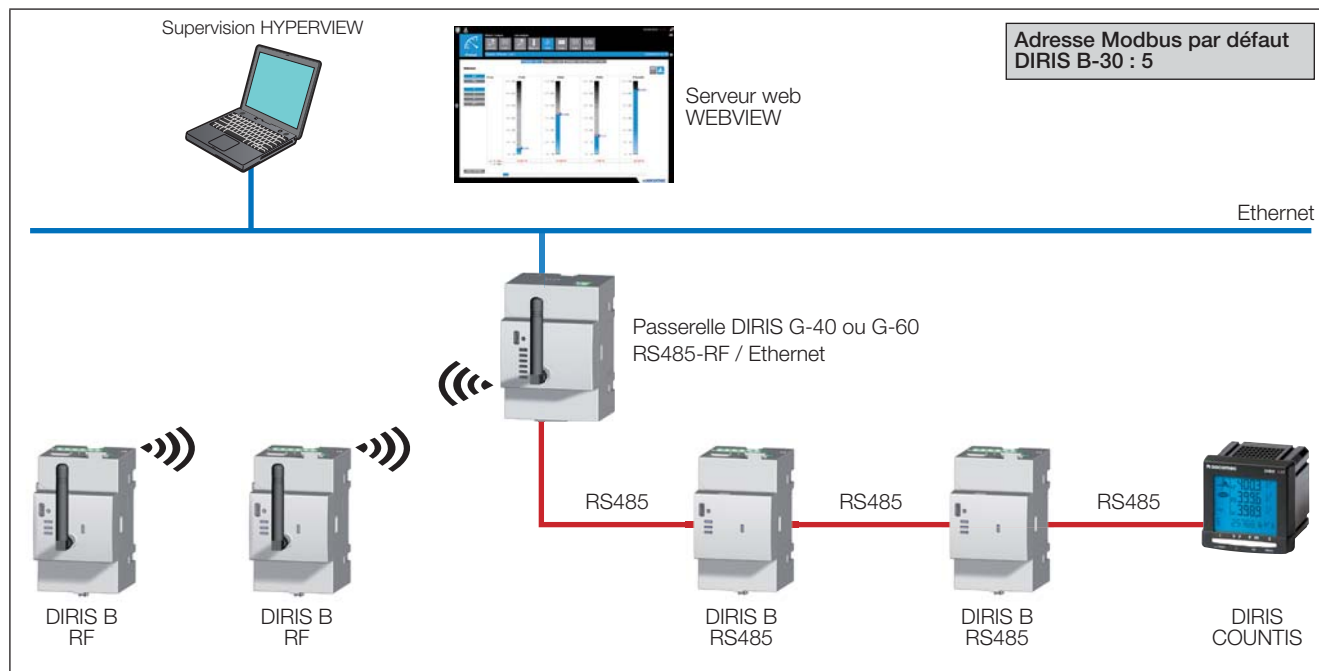 Supervision HYPERVIEW
Adresse Modbus par défaut
DIRIS B-30 : 5
Serveur web
WEBVIEW
Ethernet
Passerelle DIRIS G-40 ou G-60
RS485-RF / Ethernet
RS485
RS485
RS485
DIRIS B
RF
DIRIS B
RF
DIRIS B
RS485
DIRIS B
RS485
DIRIS
COUNTIS